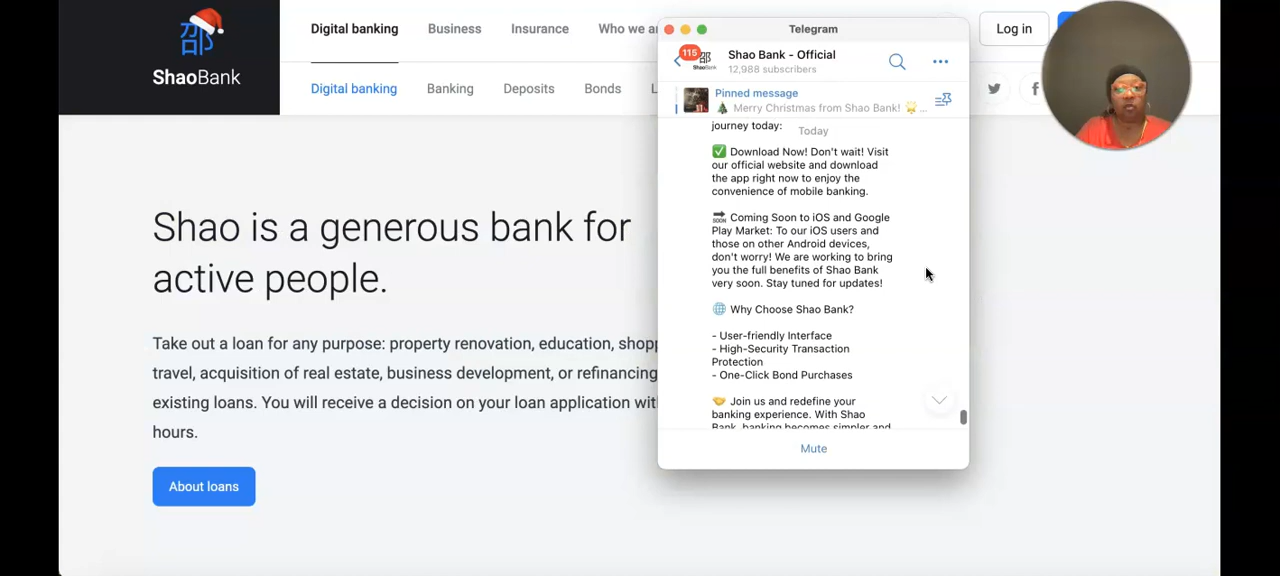 邵
ShaoBank
Digital banking
Business
Insurance
Who we ar
Log in
Digital banking
Banking
Deposits
Bonds
L
Shao is a generous bank for
active people.
Take out a loan for any purpose: property renovation, education, shopp
travel, acquisition of real estate, business development, or refinancing
existing loans. You will receive a decision on your loan application wit
hours.
About loans
Telegram
115
邵
ShaoBank
Shao Bank - Official
12,988 subscribers
Pinned message
🎄 Merry Christmas from Shao Bank! 🌟 ...
journey today:
Today
✅ Download Now! Don't wait! Visit
our official website and download
the app right now to enjoy the
convenience of mobile banking.
🔜 Coming Soon to iOS and Google
Play Market: To our iOS users and
those on other Android devices,
don't worry! We are working to bring
you the full benefits of Shao Bank
very soon. Stay tuned for updates!
🌐 Why Choose Shao Bank?
- User-friendly Interface
- High-Security Transaction
Protection
- One-Click Bond Purchases
🤝 Join us and redefine your
banking experience. With Shao
Bank, banking becomes simpler and
Mute